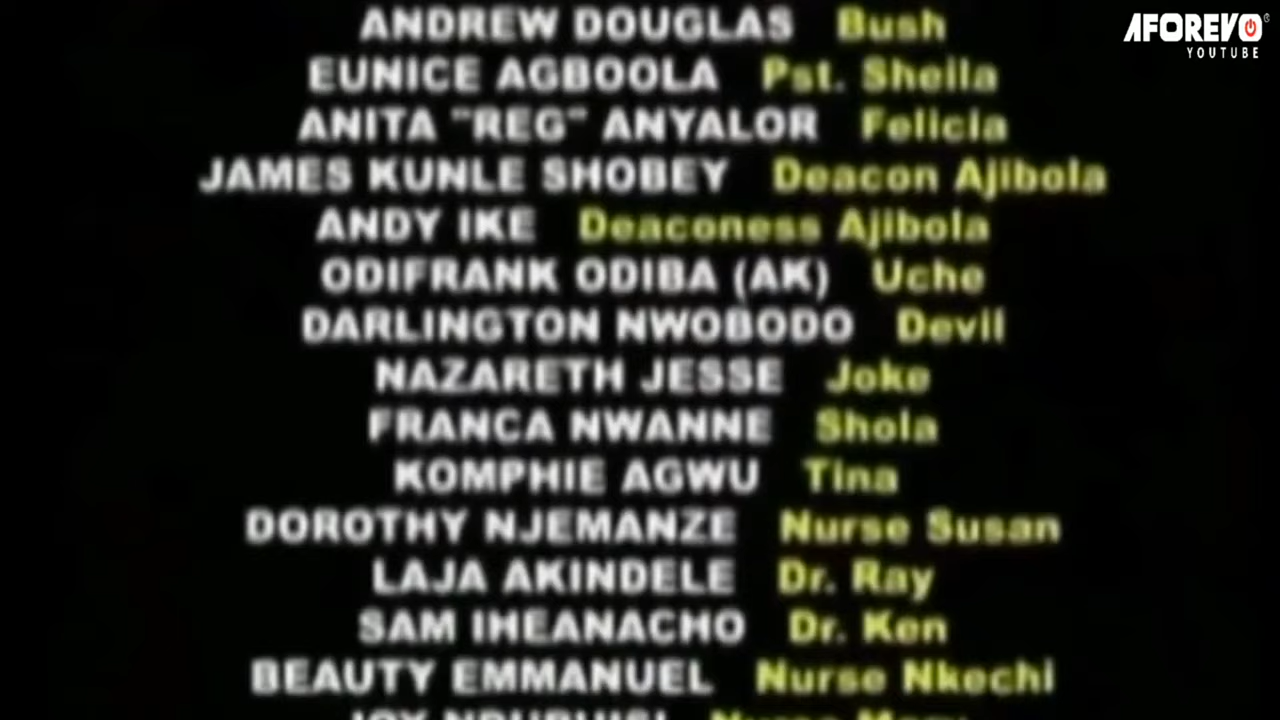 AFOREVO
YOUTUBE
ANDREW DOUGLAS Bush
EUNICE AGBOOLA Pst. Sheila
ANITA "REG" ANYALOR Felicia
JAMES KUNLE SHOBEY Deacon Ajibola
ANDY IKE Deaconess Ajibola
ODIFRANK ODIBA (AK) Uche
DARLINGTON NWOBODO Devil
NAZARETH JESSE Joke
FRANCA NWANNE Shola
KOMPHIE AGWU Tina
DOROTHY NJEMANZE Nurse Susan
LAJA AKINDELE Dr. Ray
SAM IHEANACHO Dr. Ken
BEAUTY EMMANUEL Nurse Nkechi